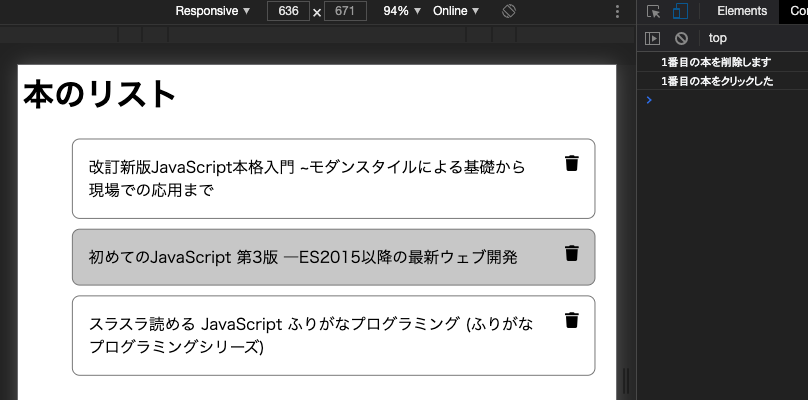 Responsive ▼ 636 × 671 94% ▼ Online ▼
Elements
top
1番目の本を削除します
1番目の本をクリックした
本のリスト
改訂新版JavaScript本格入門 ~モダンスタイルによる基礎から
現場での応用まで
初めてのJavaScript 第3版 ―ES2015以降の最新ウェブ開発
スラスラ読める JavaScript ふりがなプログラミング (ふりがな
プログラミングシリーズ)